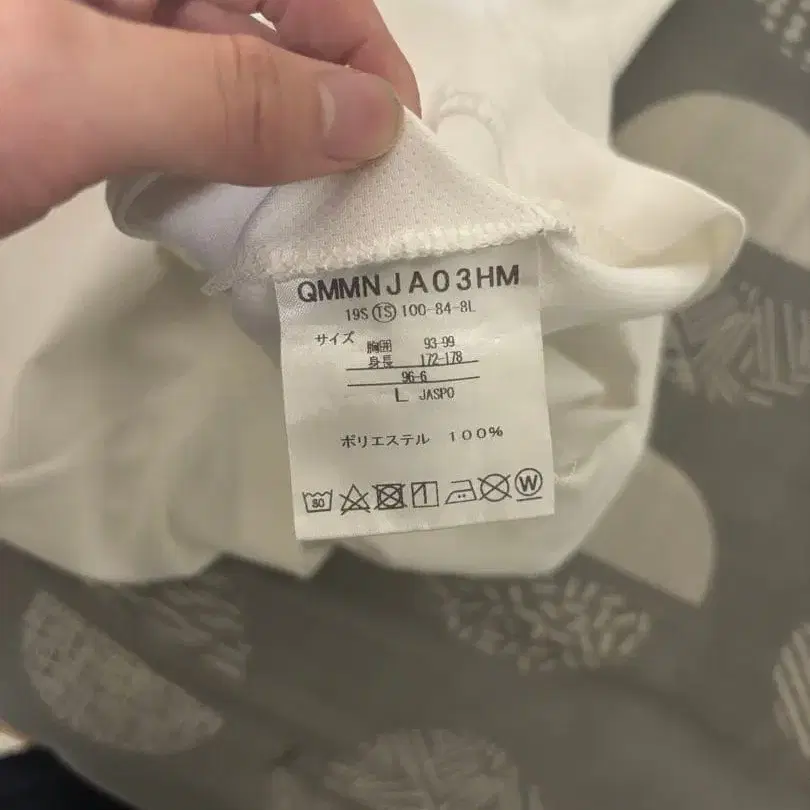 QMMNJA03HM
19S TS 100-84-8L
サイズ
胸囲 93-99
身長 172-178
96-6
L JASPO
ポリエステル 100%
30
W